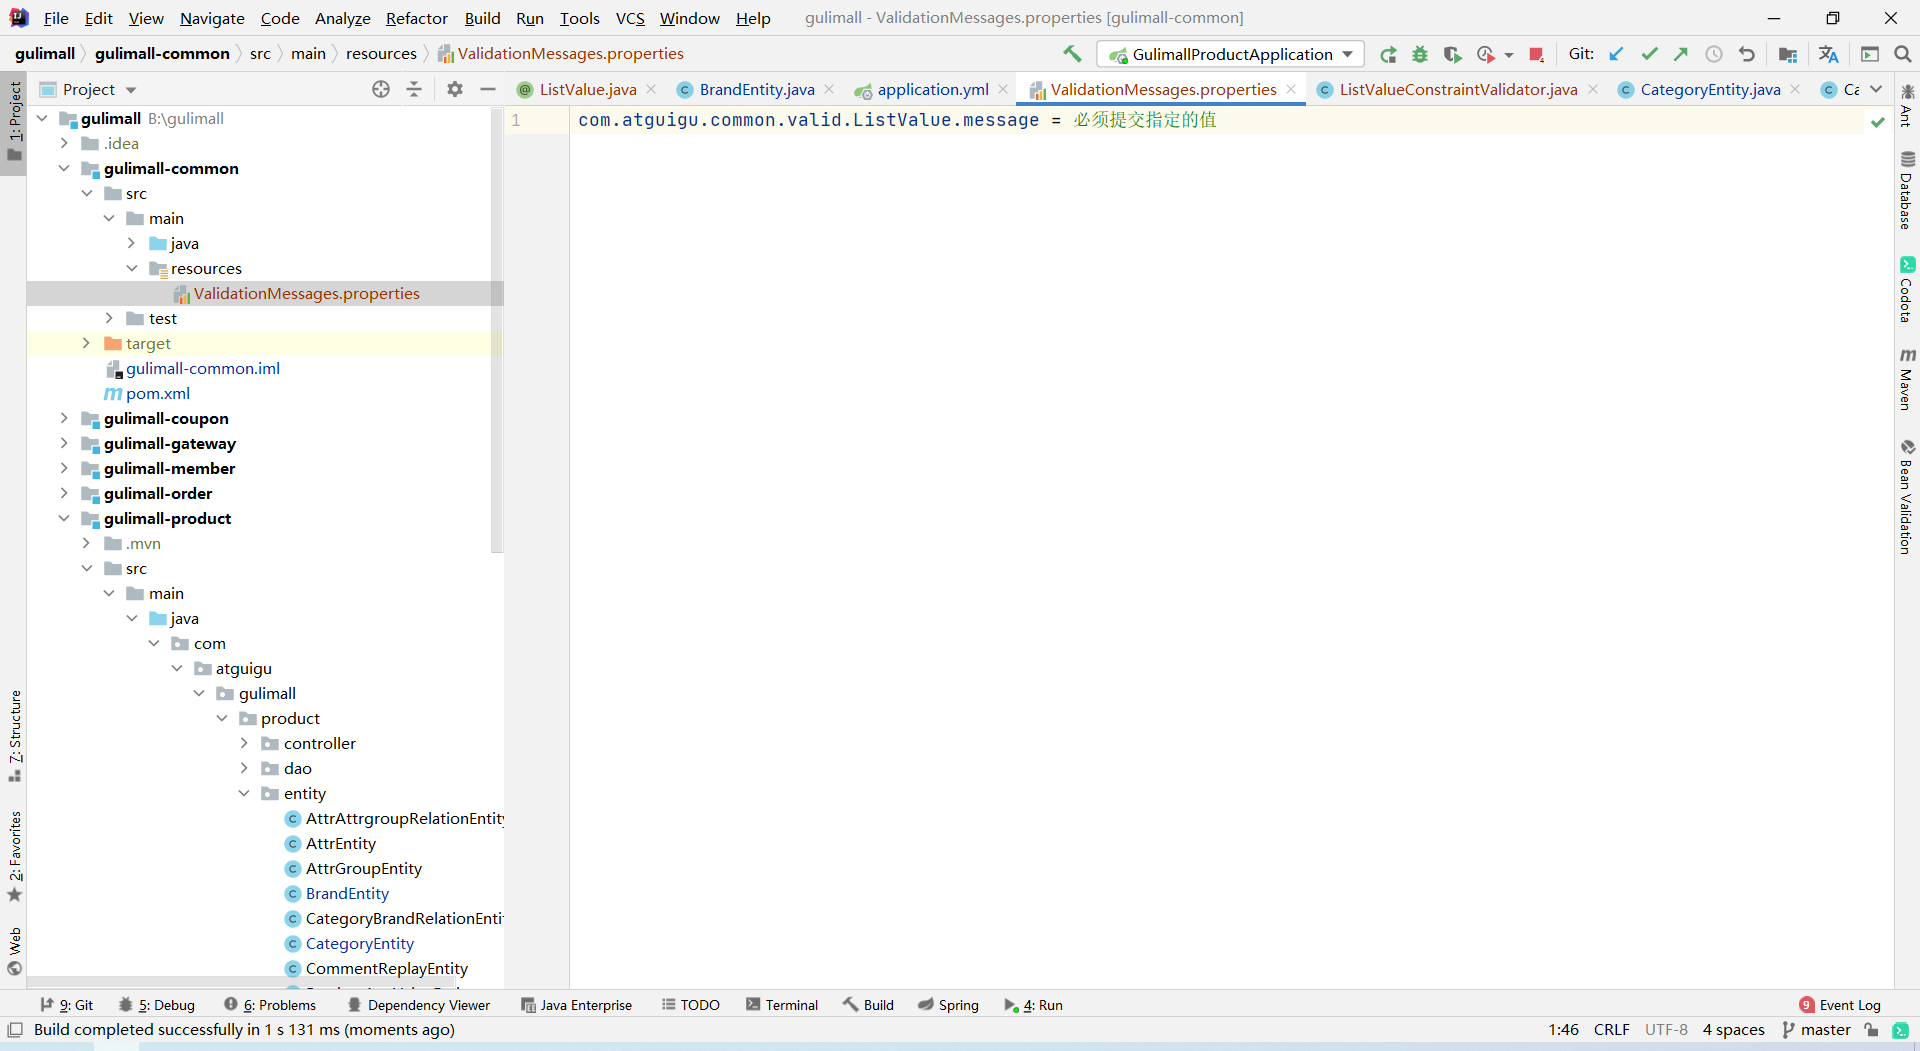 File Edit View Navigate Code Analyze Refactor Build Run Tools VCS Window Help gulimall - ValidationMessages.properties [gulimall-common]
gulimall gulimall-common src main resources ValidationMessages.properties GulimallProductApplication Git:
Project
ListValue.java BrandEntity.java application.yml ValidationMessages.properties ListValueConstraintValidator.java CategoryEntity.java Ca
1 com.atguigu.common.valid.ListValue.message = 必须提交指定的值
gulimall B:\gulimall
.idea
gulimall-common
src
main
java
resources
ValidationMessages.properties
test
target
gulimall-common.iml
pom.xml
gulimall-coupon
gulimall-gateway
gulimall-member
gulimall-order
gulimall-product
.mvn
src
main
java
com
atguigu
gulimall
product
controller
dao
entity
AttrAttrgroupRelationEntity
AttrEntity
AttrGroupEntity
BrandEntity
CategoryBrandRelationEnti
CategoryEntity
CommentReplayEntity
1: Project
7: Structure
2: Favorites
Web
Ant
Database
Codota
Maven
Bean Validation
9: Git 5: Debug 6: Problems Dependency Viewer Java Enterprise TODO Terminal Build Spring 4: Run 9 Event Log
Build completed successfully in 1 s 131 ms (moments ago) 1:46 CRLF UTF-8 4 spaces master